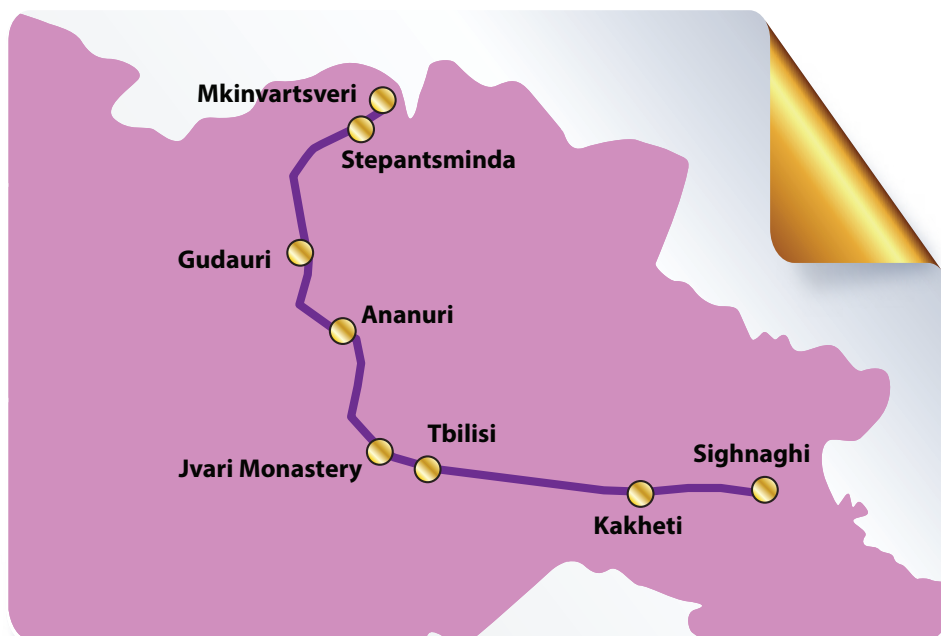 Mkinvartsveri
Stepantsminda
Gudauri
Ananuri
Tbilisi
Jvari Monastery
Sighnaghi
Kakheti